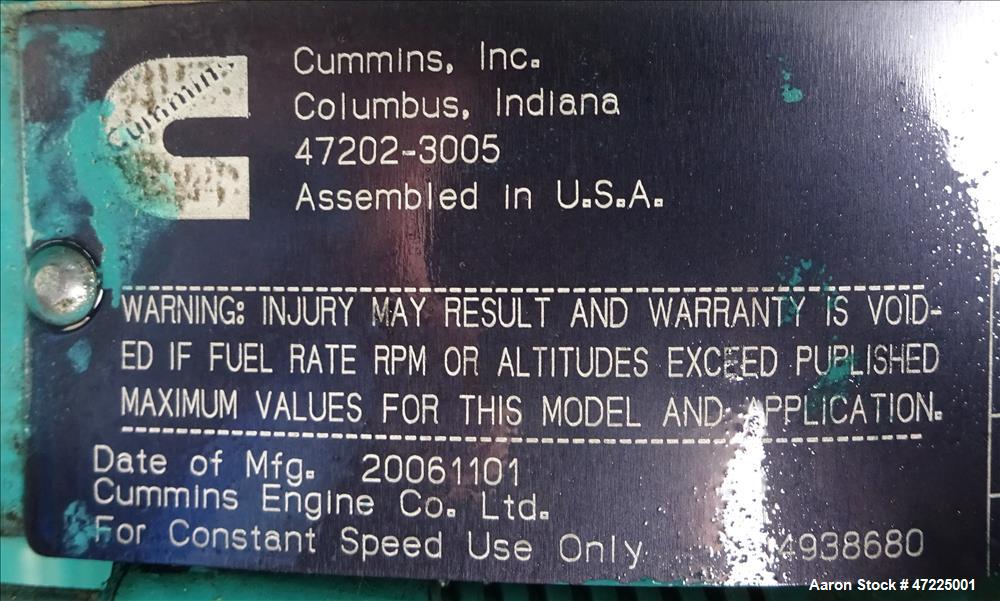 Cummins
Cummins, Inc.
Columbus, Indiana
47202-3005
Assembled in U.S.A.
WARNING: INJURY MAY RESULT AND WARRANTY IS VOID-
ED IF FUEL RATE RPM OR ALTITUDES EXCEED PUBLISHED
MAXIMUM VALUES FOR THIS MODEL AND APPLICATION.
Date of Mfg. 20061101
Cummins Engine Co. Ltd.
For Constant Speed Use Only 4938680
Aaron Stock # 47225001